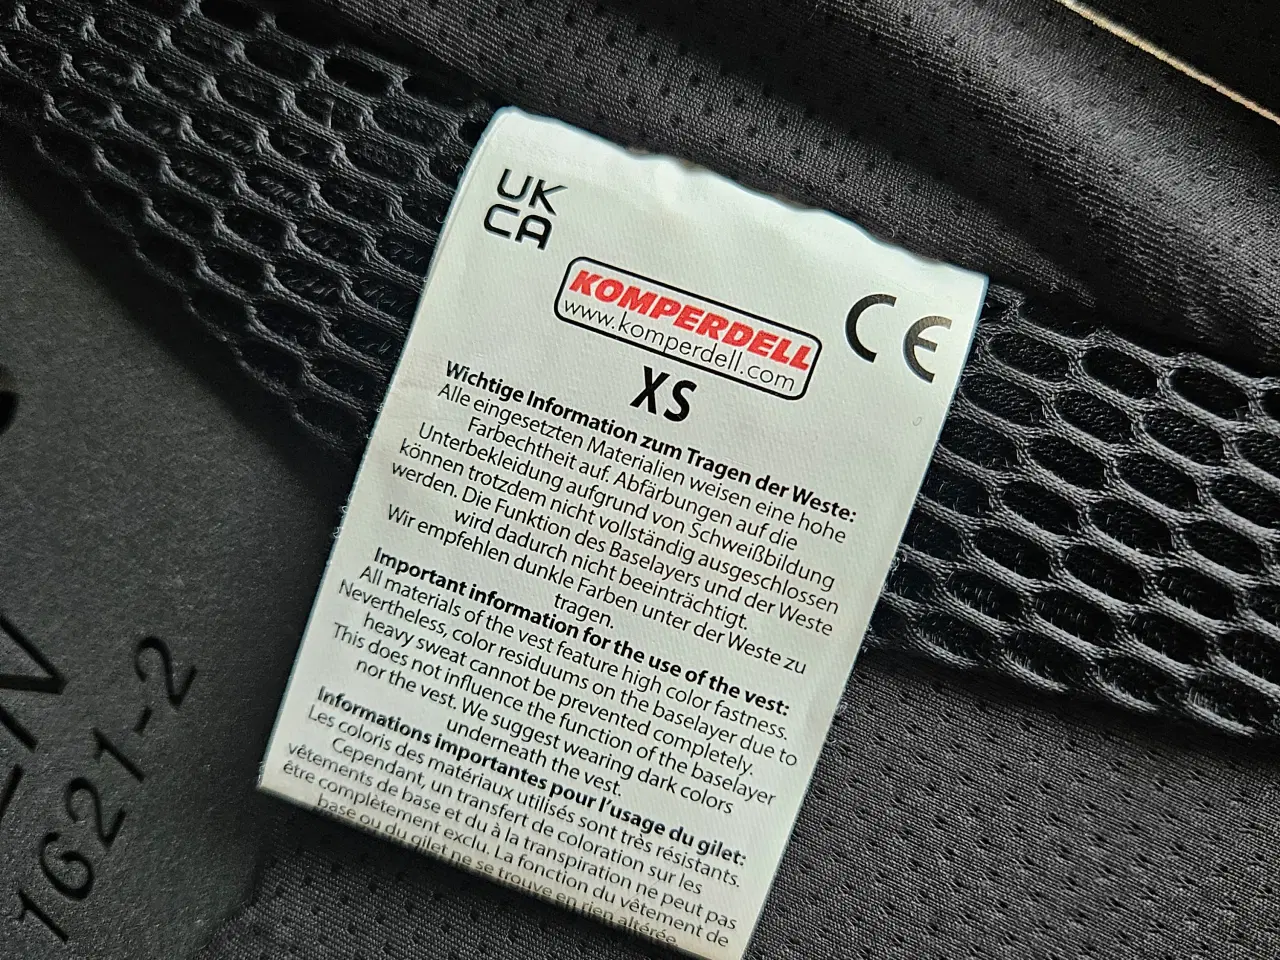 UK
CA
KOMPERDELL
www.komperdell.com
CE
XS
Wichtige Information zum Tragen der Weste:
Alle eingesetzten Materialien weisen eine hohe
Farbechtheit auf. Abfärbungen auf die
Unterbekleidung aufgrund von Schweißbildung
können trotzdem nicht vollständig ausgeschlossen
werden. Die Funktion des Baselayers und der Weste
wird dadurch nicht beeinträchtigt.
Wir empfehlen dunkle Farben unter der Weste zu
tragen.
Important information for the use of the vest:
All materials of the vest feature high color fastness.
Nevertheless, color residuums on the baselayer due to
heavy sweat cannot be prevented completely.
This does not influence the function of the baselayer
nor the vest. We suggest wearing dark colors
underneath the vest.
Informations importantes pour l'usage du gilet:
Les coloris des matériaux utilisés sont très résistants.
Cependant, un transfert de coloration sur les
vêtements de base et du à la transpiration ne peut pas
être complètement exclu. La fonction du vêtement de
base ou du gilet ne se trouve en rien altérée.
EN
1621-2